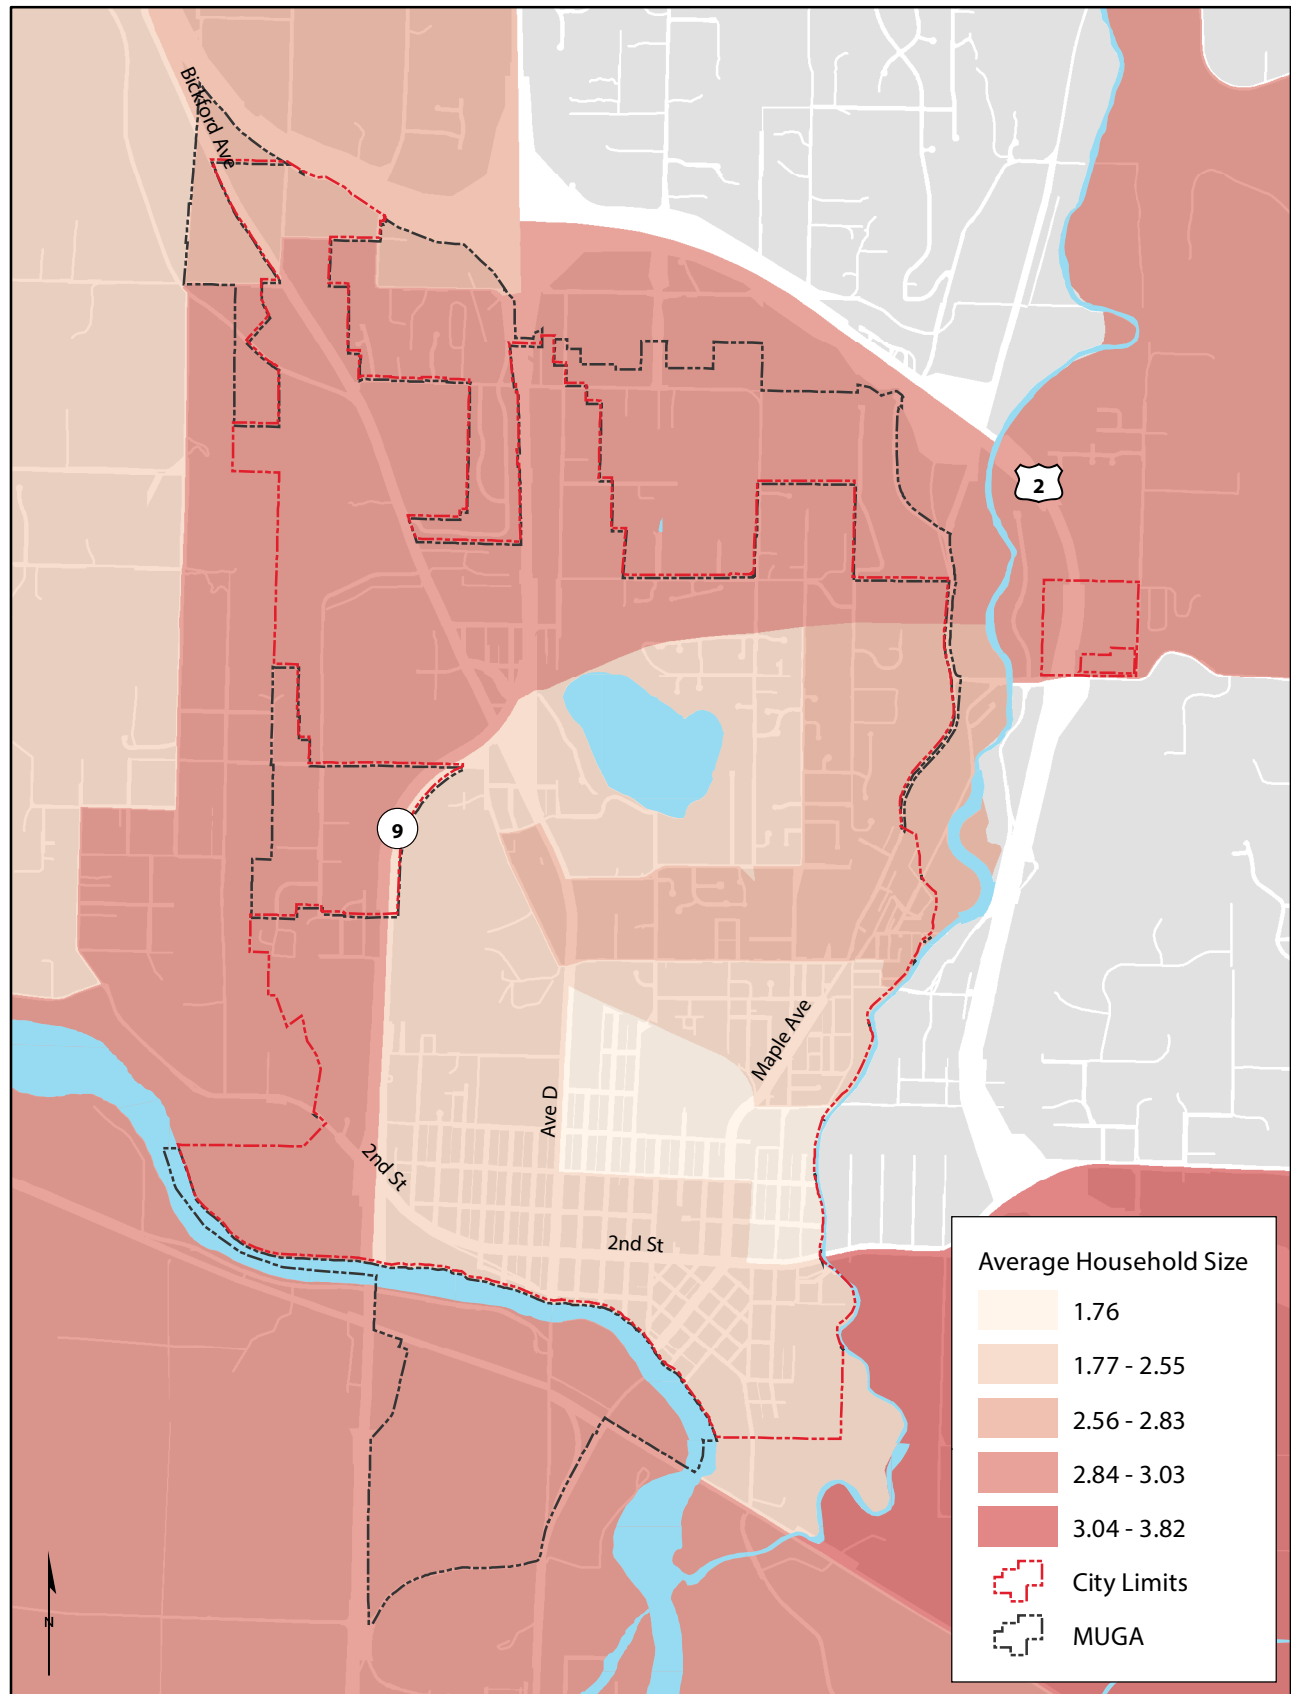 Bickford Ave
2
9
Maple Ave
Ave D
2nd St
2nd St
Average Household Size
1.76
1.77 - 2.55
2.56 - 2.83
2.84 - 3.03
3.04 - 3.82
City Limits
MUGA
N